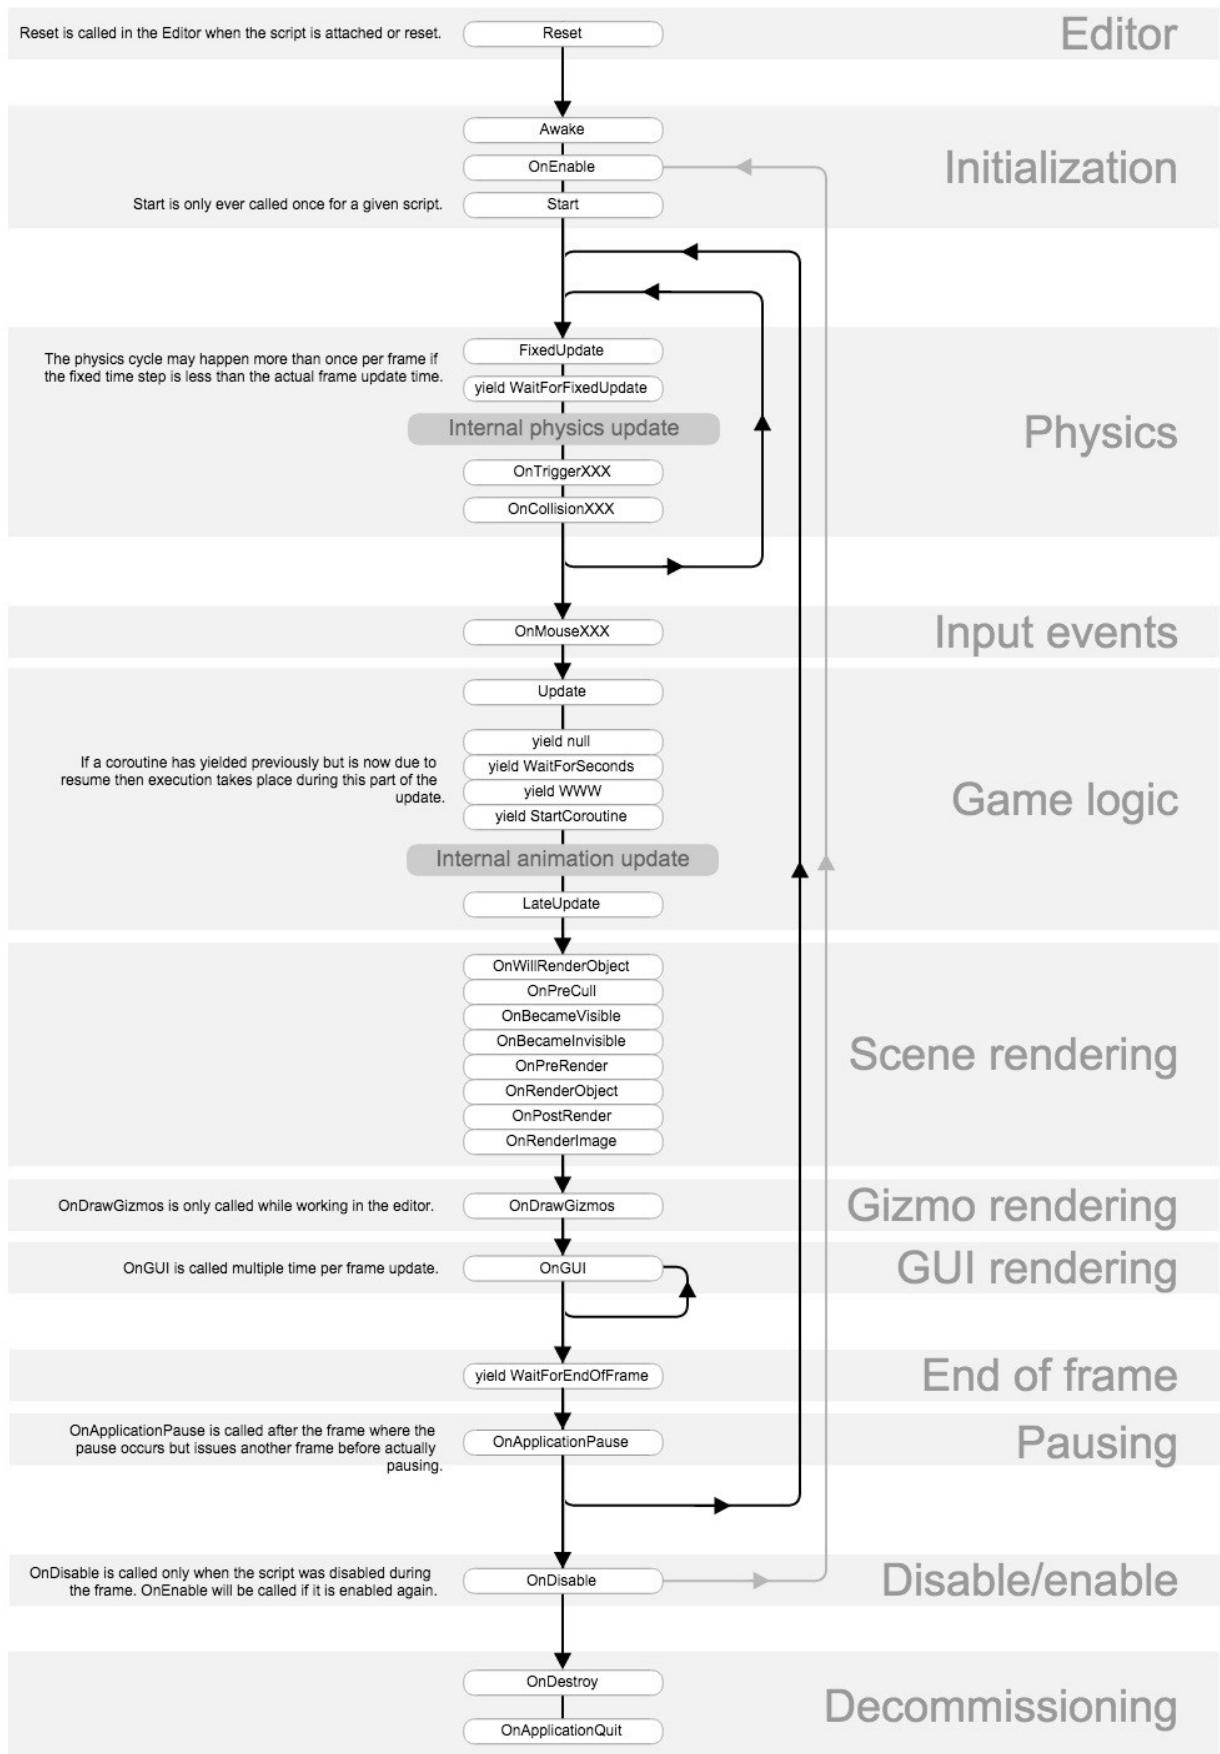 Reset is called in the Editor when the script is attached or reset.
Reset
Editor
Awake
OnEnable
Initialization
Start is only ever called once for a given script.
Start
The physics cycle may happen more than once per frame if
the fixed time step is less than the actual frame update time.
FixedUpdate
yield WaitForFixedUpdate
Internal physics update
Physics
OnTriggerXXX
OnCollisionXXX
OnMouseXXX
Input events
Update
yield null
If a coroutine has yielded previously but is now due to
resume then execution takes place during this part of the
update.
yield WaitForSeconds
yield WWW
yield StartCoroutine
Game logic
Internal animation update
LateUpdate
OnWillRenderObject
OnPreCull
OnBecameVisible
OnBecameInvisible
OnPreRender
OnRenderObject
OnPostRender
OnRenderImage
Scene rendering
OnDrawGizmos is only called while working in the editor.
OnDrawGizmos
Gizmo rendering
OnGUI is called multiple time per frame update.
OnGUI
GUI rendering
yield WaitForEndOfFrame
End of frame
OnApplicationPause is called after the frame where the
pause occurs but issues another frame before actually
pausing.
OnApplicationPause
Pausing
OnDisable is called only when the script was disabled during
the frame. OnEnable will be called if it is enabled again.
OnDisable
Disable/enable
OnDestroy
OnApplicationQuit
Decommissioning